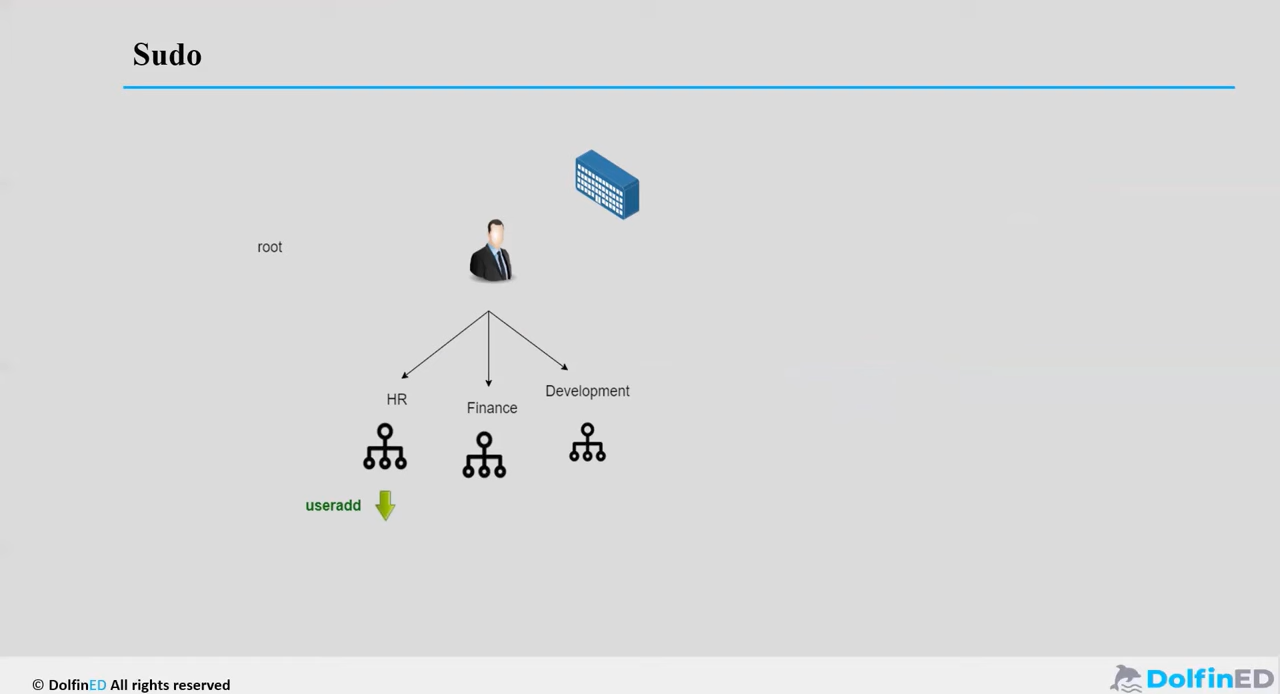 Sudo
root
HR
Finance
Development
useradd
© DolfinED All rights reserved
DolfinED